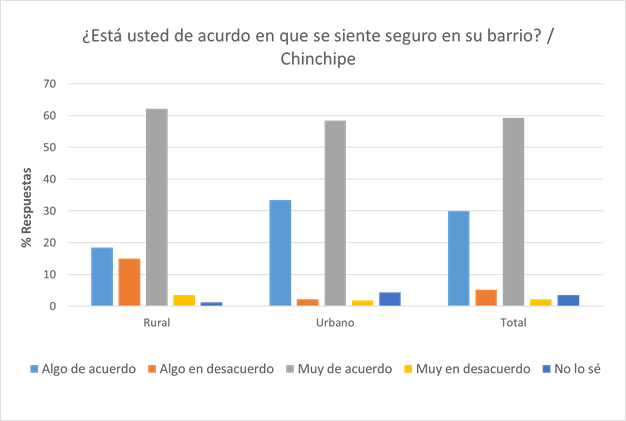 ¿Está usted de acurdo en que se siente seguro en su barrio? /
Chinchipe
70
60
50
40
30
20
10
0
% Respuestas
Rural
Urbano
Total
Algo de acuerdo
Algo en desacuerdo
Muy de acuerdo
Muy en desacuerdo
No lo sé